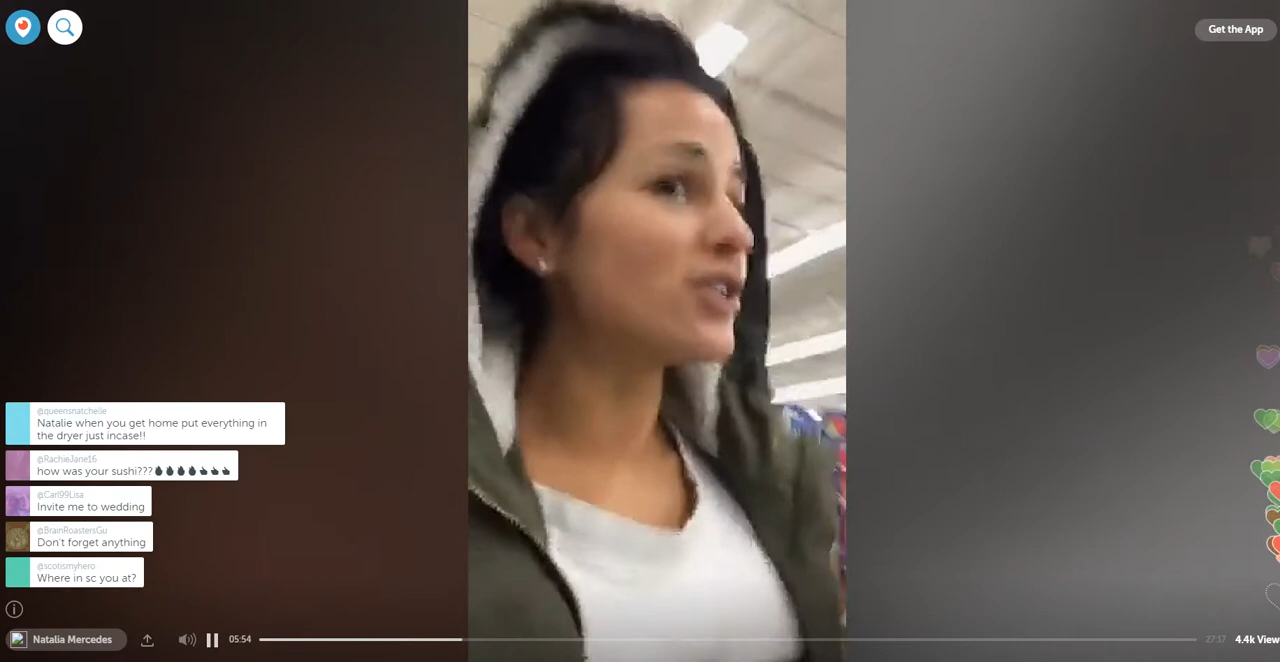 Get the App
@queensnatchelle
Natalie when you get home put everything in
the dryer just incase!!
@RachieJane16
how was your sushi???
@Carl99Lisa
Invite me to wedding
@BrainRoastersGu
Don't forget anything
@scotismyhero
Where in sc you at?
Natalia Mercedes
05:54
27:17
4.4k View